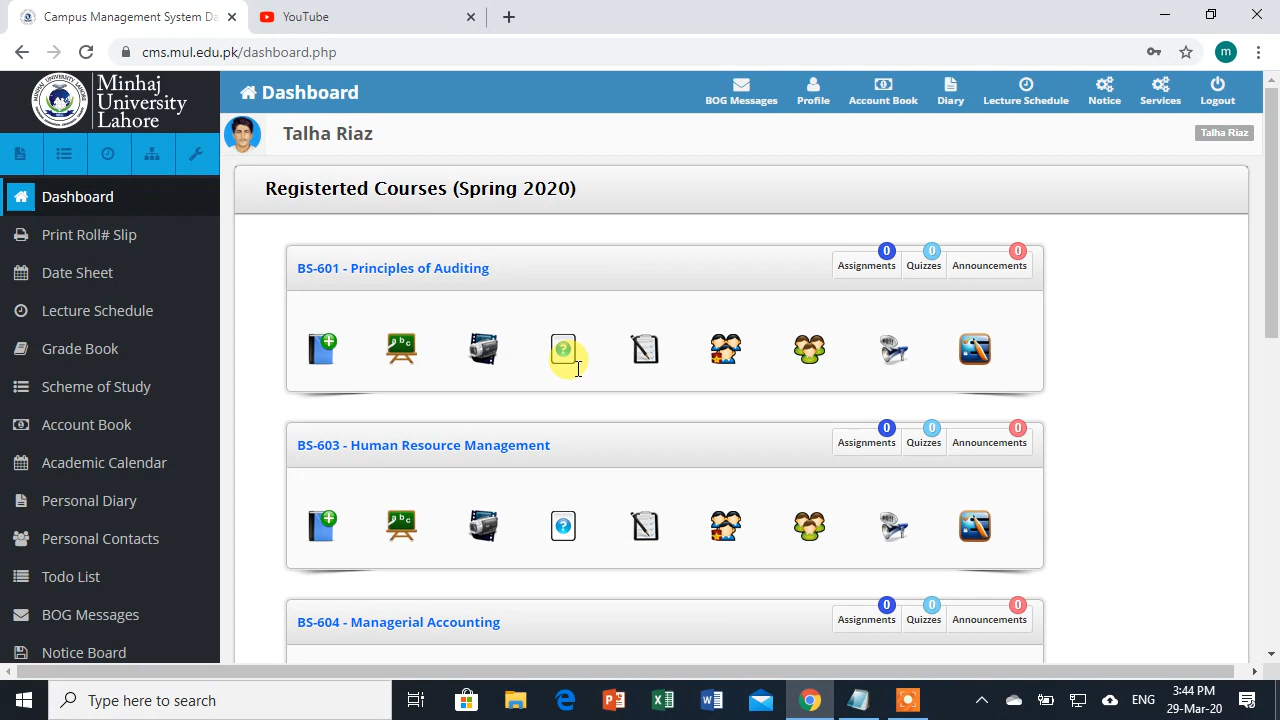 Campus Management System Da
YouTube
cms.mul.edu.pk/dashboard.php
m
Minhaj
University
Lahore
Dashboard
BOG Messages
Profile
Account Book
Diary
Lecture Schedule
Notice
Services
Logout
Talha Riaz
Talha Riaz
Dashboard
Print Roll# Slip
Date Sheet
Lecture Schedule
Grade Book
Scheme of Study
Account Book
Academic Calendar
Personal Diary
Personal Contacts
Todo List
BOG Messages
Notice Board
Registerted Courses (Spring 2020)
BS-601 - Principles of Auditing
0 0 0
Assignments Quizzes Announcements
BS-603 - Human Resource Management
0 0 0
Assignments Quizzes Announcements
BS-604 - Managerial Accounting
0 0 0
Assignments Quizzes Announcements
Type here to search
ENG
3:44 PM
29-Mar-20